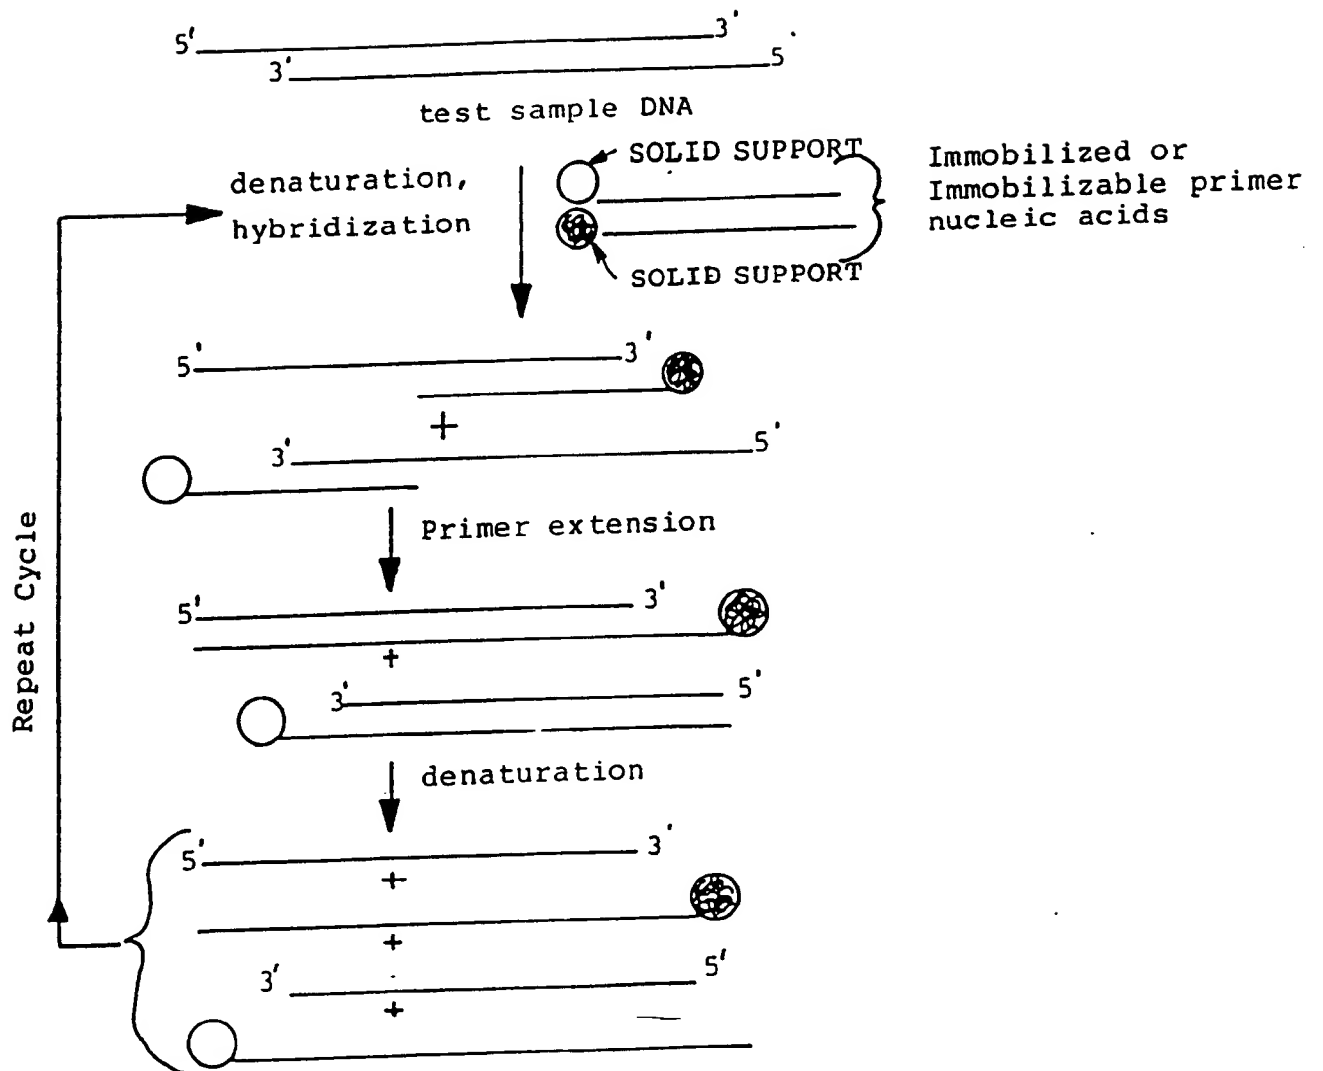 5' 3'
3' 5'
test sample DNA
SOLID SUPPORT
denaturation,
hybridization
Immobilized or
Immobilizable primer
nucleic acids
SOLID SUPPORT
5' 3'
+
3' 5'
Primer extension
5' 3'
+
3' 5'
denaturation
5' 3'
+
+
3' 5'
+
Repeat Cycle